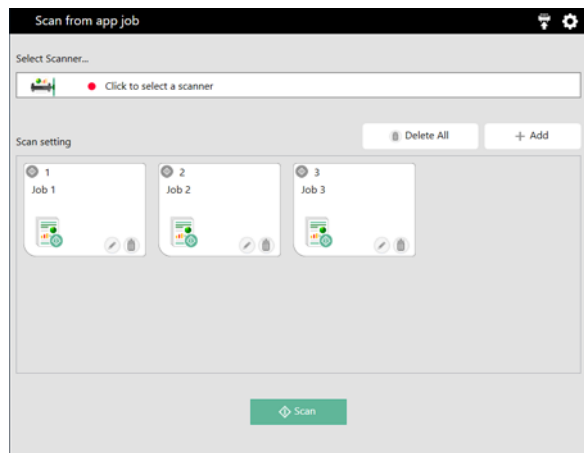 Scan from app job
Select Scanner...
Click to select a scanner
Scan setting
Delete All
+ Add
1
Job 1
2
Job 2
3
Job 3
Scan